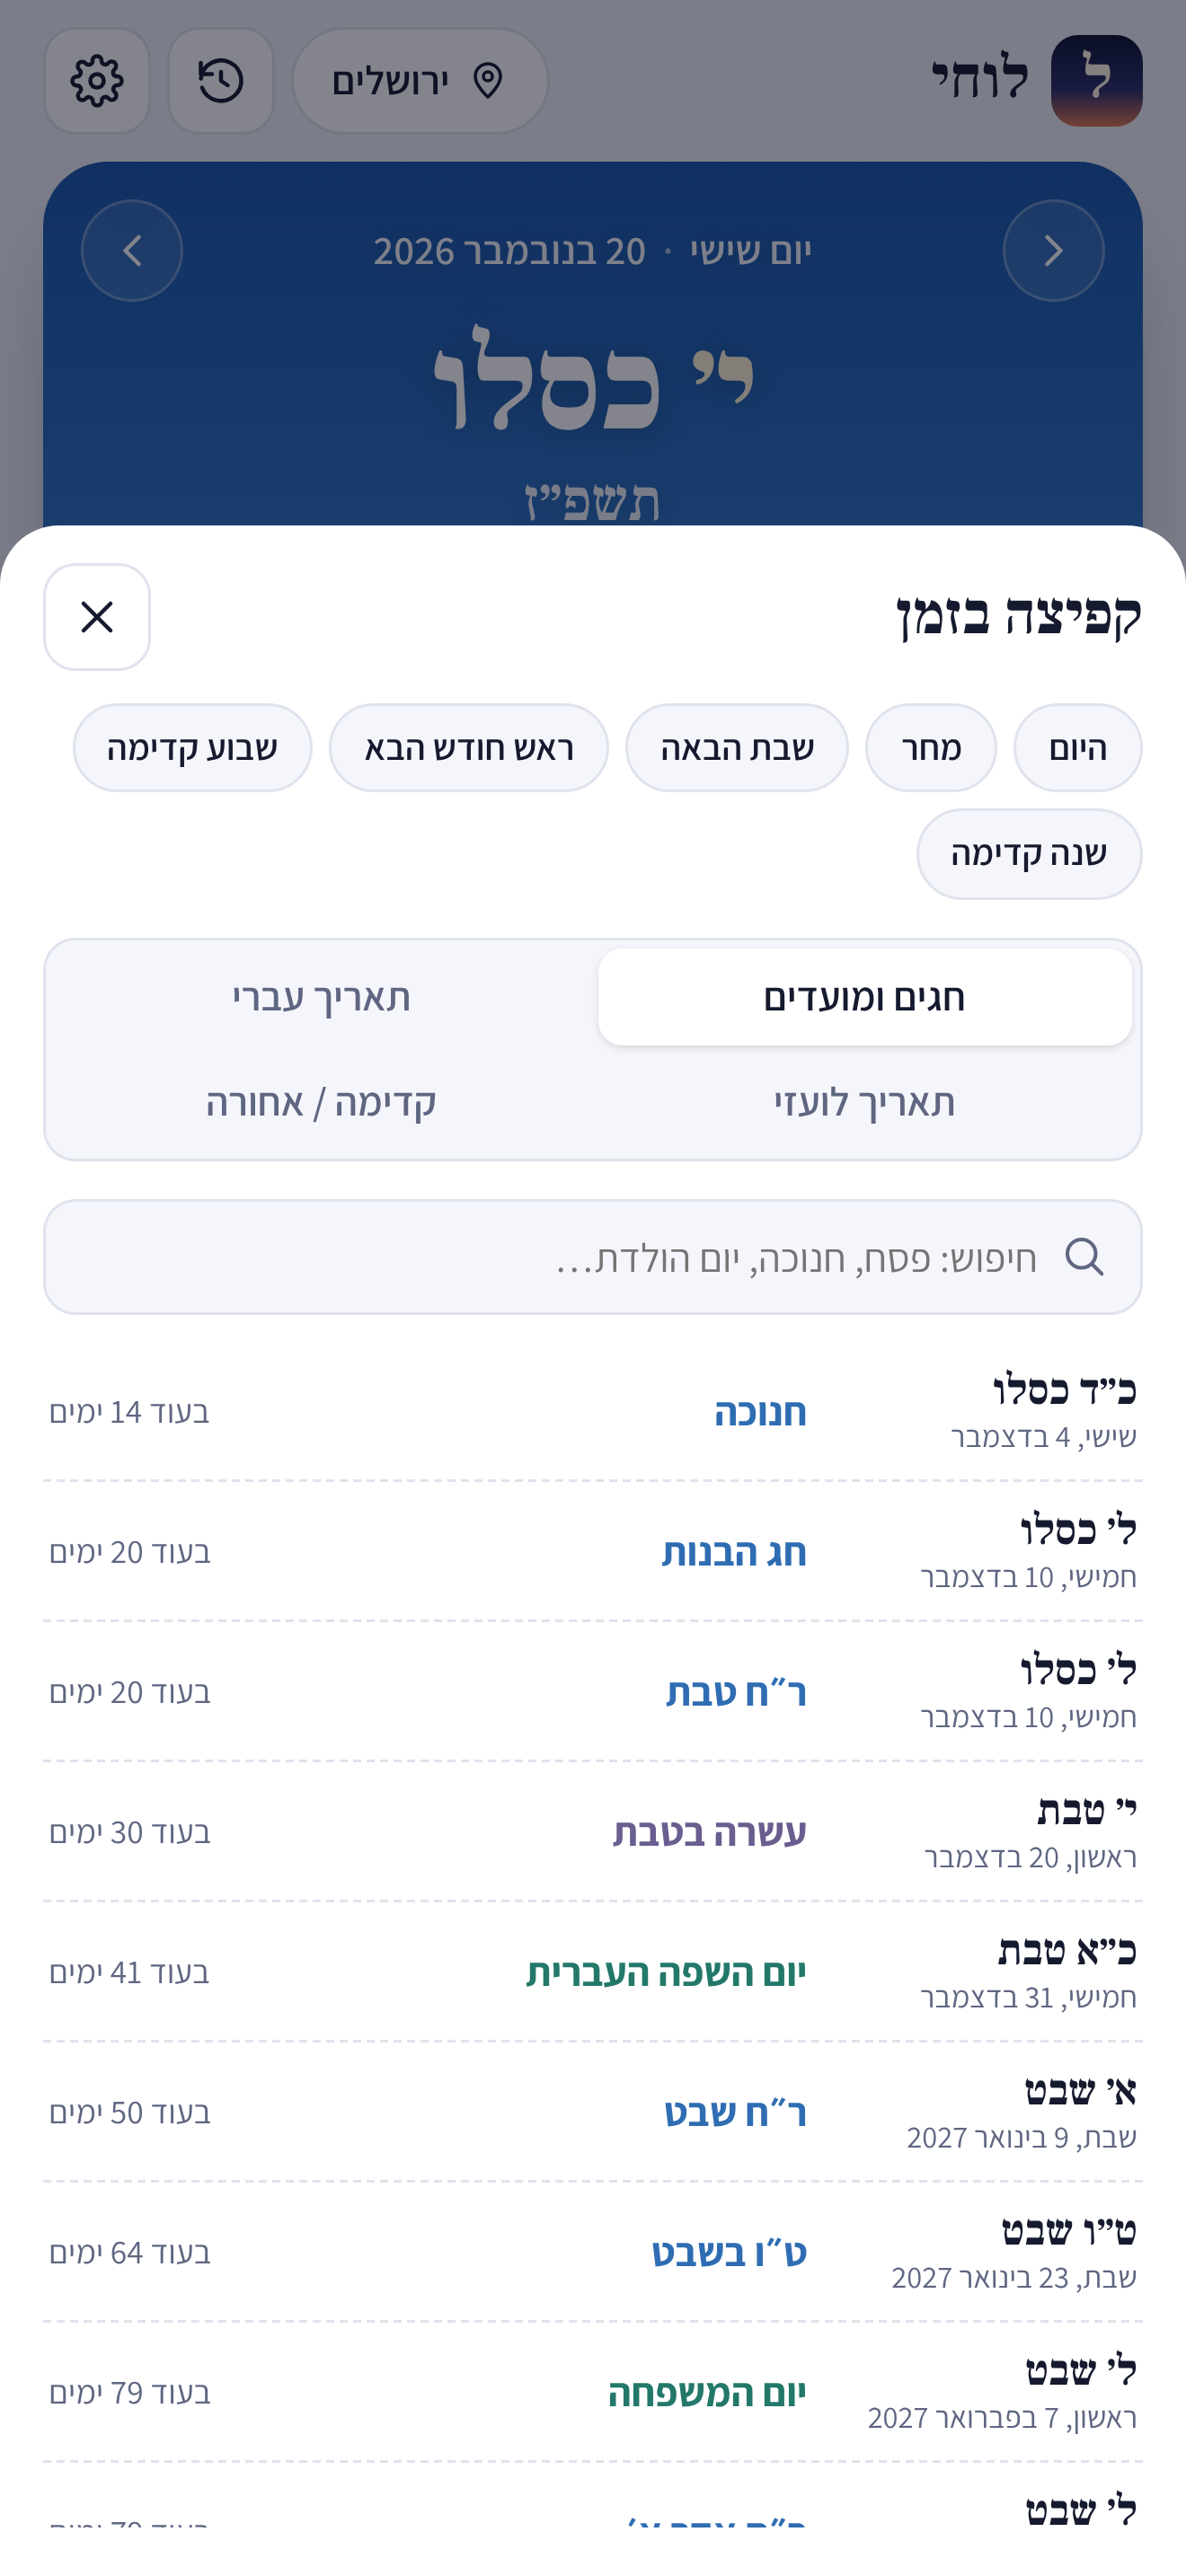 ל לוחי ירושלים
יום שישי · 20 בנובמבר 2026
י׳ כסלו
תשפ״ז
קפיצה בזמן
היום מחר שבת הבאה ראש חודש הבא שבוע קדימה
שנה קדימה
חגים ומועדים תאריך עברי
תאריך לועזי קדימה / אחורה
חיפוש: פסח, חנוכה, יום הולדת...
כ״ד כסלו
שישי, 4 בדצמבר
חנוכה
בעוד 14 ימים
ל׳ כסלו
חמישי, 10 בדצמבר
חג הבנות
בעוד 20 ימים
ל׳ כסלו
חמישי, 10 בדצמבר
ר״ח טבת
בעוד 20 ימים
י׳ טבת
ראשון, 20 בדצמבר
עשרה בטבת
בעוד 30 ימים
כ״א טבת
חמישי, 31 בדצמבר
יום השפה העברית
בעוד 41 ימים
א׳ שבט
שבת, 9 בינואר 2027
ר״ח שבט
בעוד 50 ימים
ט״ו שבט
שבת, 23 בינואר 2027
ט״ו בשבט
בעוד 64 ימים
ל׳ שבט
ראשון, 7 בפברואר 2027
יום המשפחה
בעוד 79 ימים
ל׳ שבט